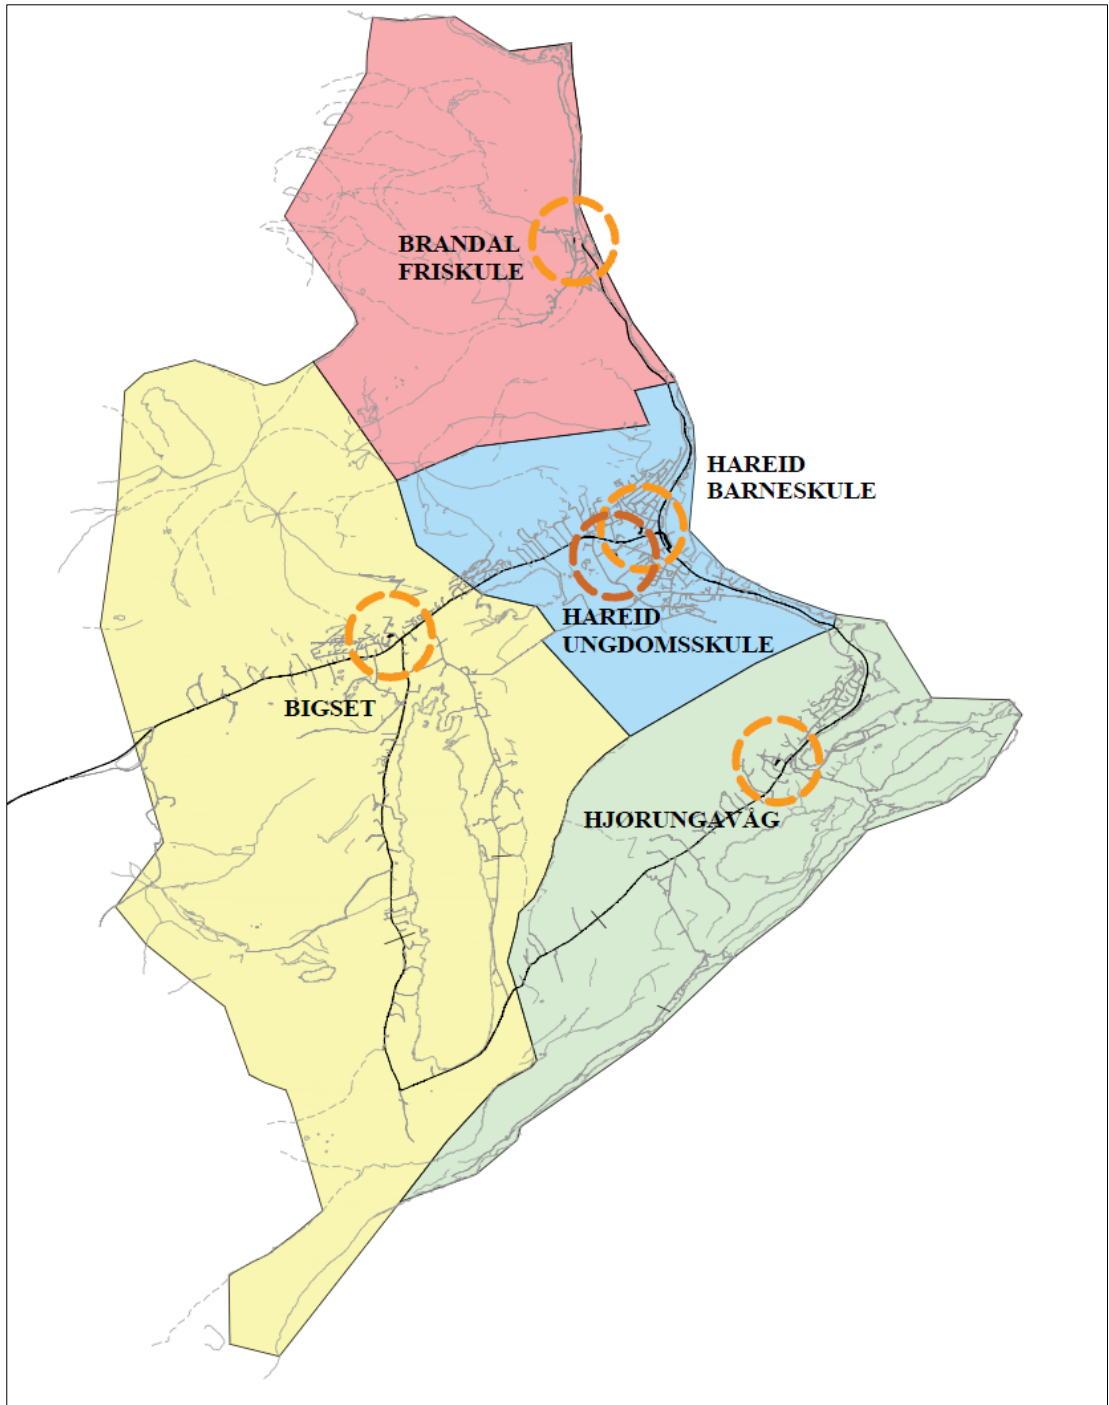 BRANDAL
FRISKULE
HAREID
BARNESKULE
HAREID
UNGDOMSSKULE
BIGSET
HJØRUNGAVÅG